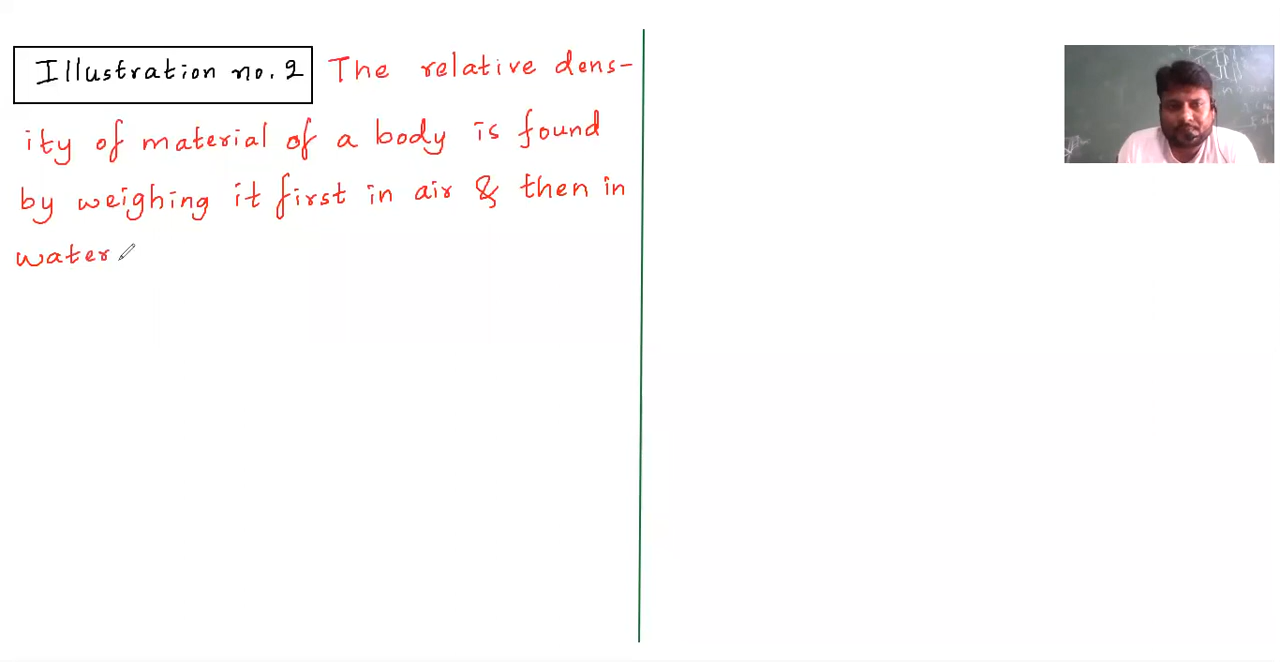 Illustration no. 2 The relative dens-
ity of material of a body is found
by weighing it first in air & then in
water